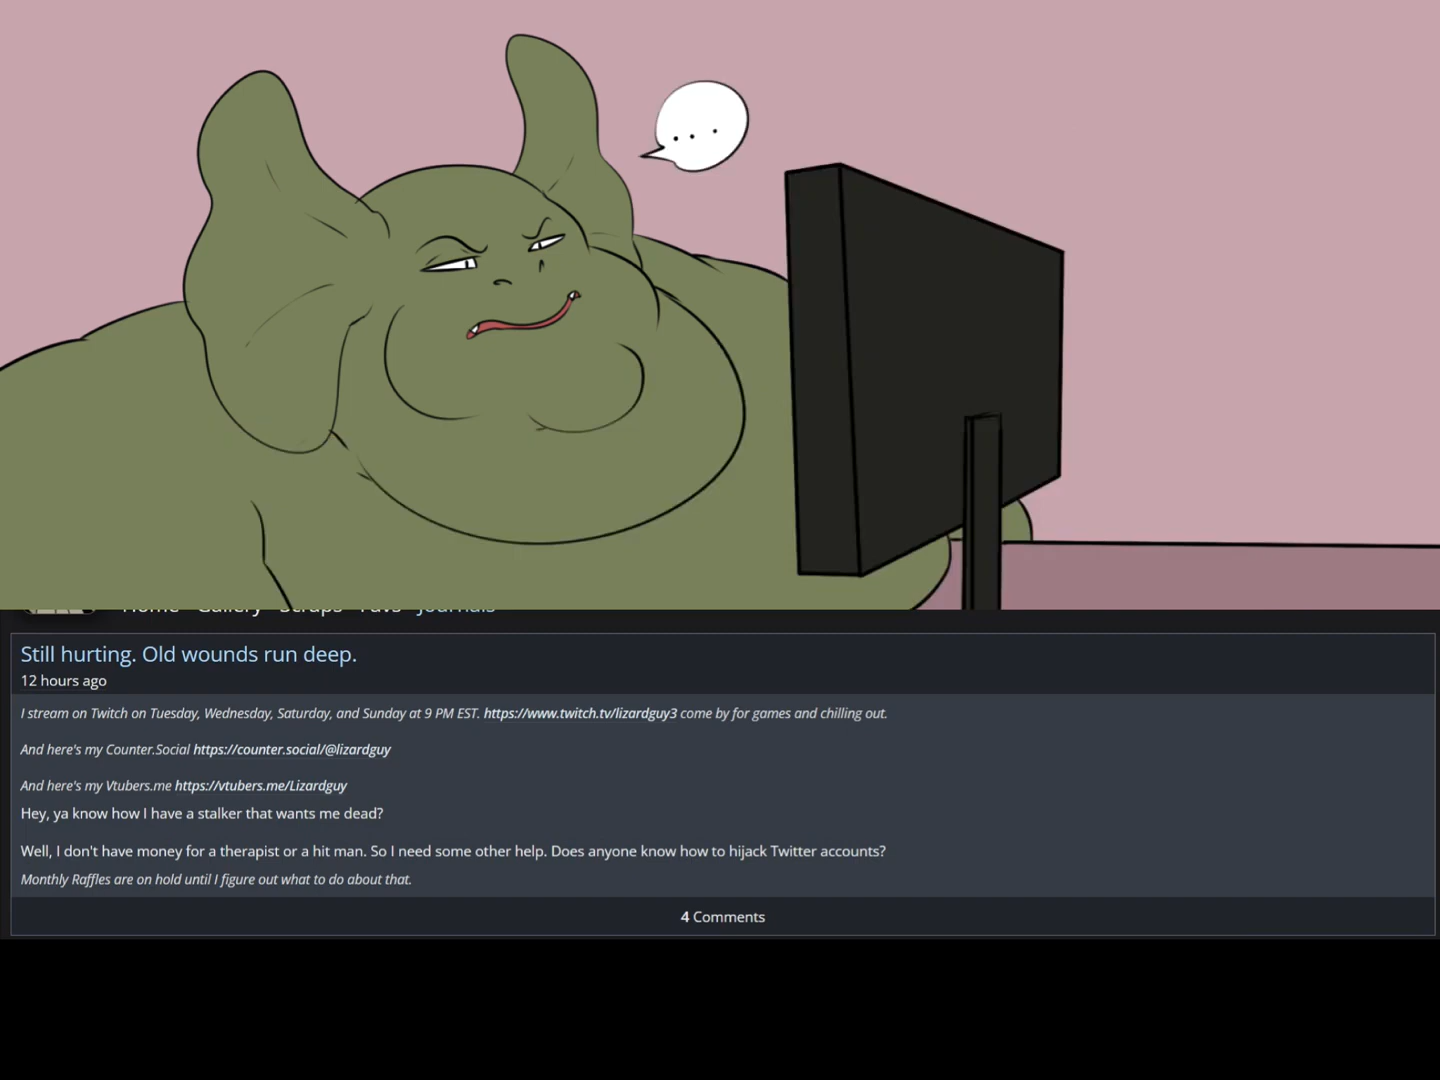 ...
Home Gallery Scraps Favs Journals
Still hurting. Old wounds run deep.
12 hours ago
I stream on Twitch on Tuesday, Wednesday, Saturday, and Sunday at 9 PM EST. https://www.twitch.tv/lizardguy3 come by for games and chilling out.
And here's my Counter.Social https://counter.social/@lizardguy
And here's my Vtubers.me https://vtubers.me/Lizardguy
Hey, ya know how I have a stalker that wants me dead?
Well, I don't have money for a therapist or a hit man. So I need some other help. Does anyone know how to hijack Twitter accounts?
Monthly Raffles are on hold until I figure out what to do about that.
4 Comments